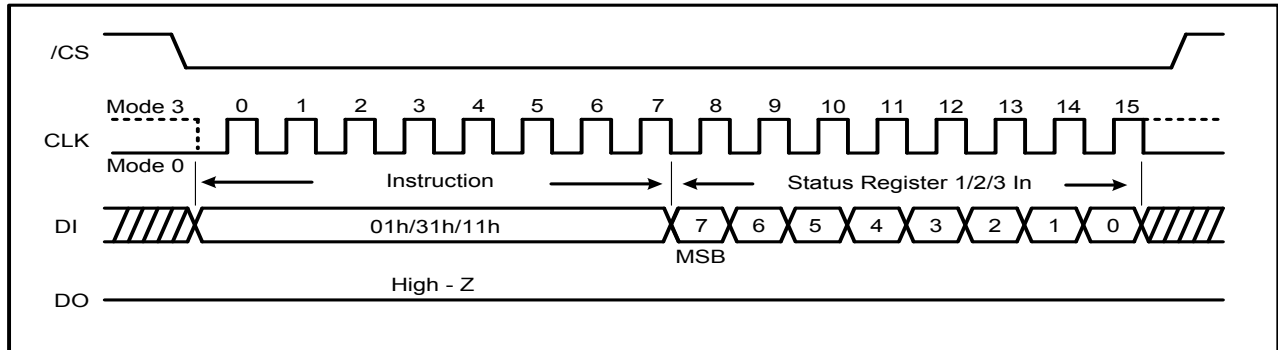 /CS
Mode 3 0 1 2 3 4 5 6 7 8 9 10 11 12 13 14 15
CLK
Mode 0
Instruction Status Register 1/2/3 In
DI 01h/31h/11h 7 6 5 4 3 2 1 0
MSB
High - Z
DO